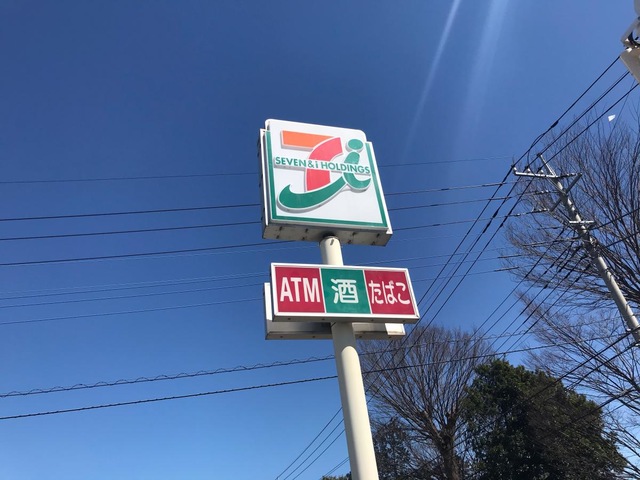 SEVEN & i HOLDINGS
ATM 酒 たばこ